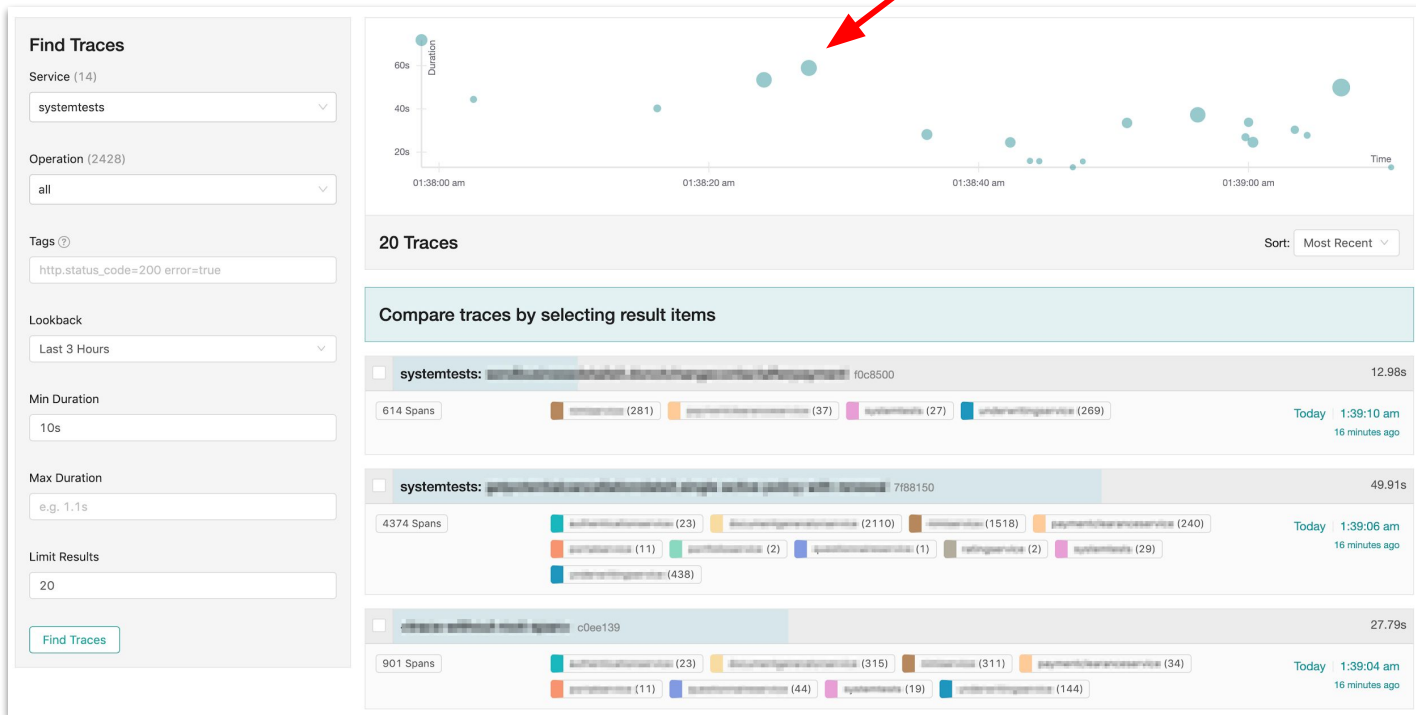 Find Traces
Service (14)
systemtests
Operation (2428)
all
Tags ?
http.status_code=200 error=true
Lookback
Last 3 Hours
Min Duration
10s
Max Duration
e.g. 1.1s
Limit Results
20
Find Traces
Duration
60s
40s
20s
Time
01:38:00 am
01:38:20 am
01:38:40 am
01:39:00 am
20 Traces
Sort: Most Recent
Compare traces by selecting result items
systemtests: f0c8500
12.98s
614 Spans
(281) (37) (27) (269)
Today 1:39:10 am
16 minutes ago
systemtests: 7f88150
49.91s
4374 Spans
(23) (2110) (1518) (240)
(11) (2) (1) (2) (29)
(438)
Today 1:39:06 am
16 minutes ago
c0ee139
27.79s
901 Spans
(23) (315) (311) (34)
(11) (44) (19) (144)
Today 1:39:04 am
16 minutes ago